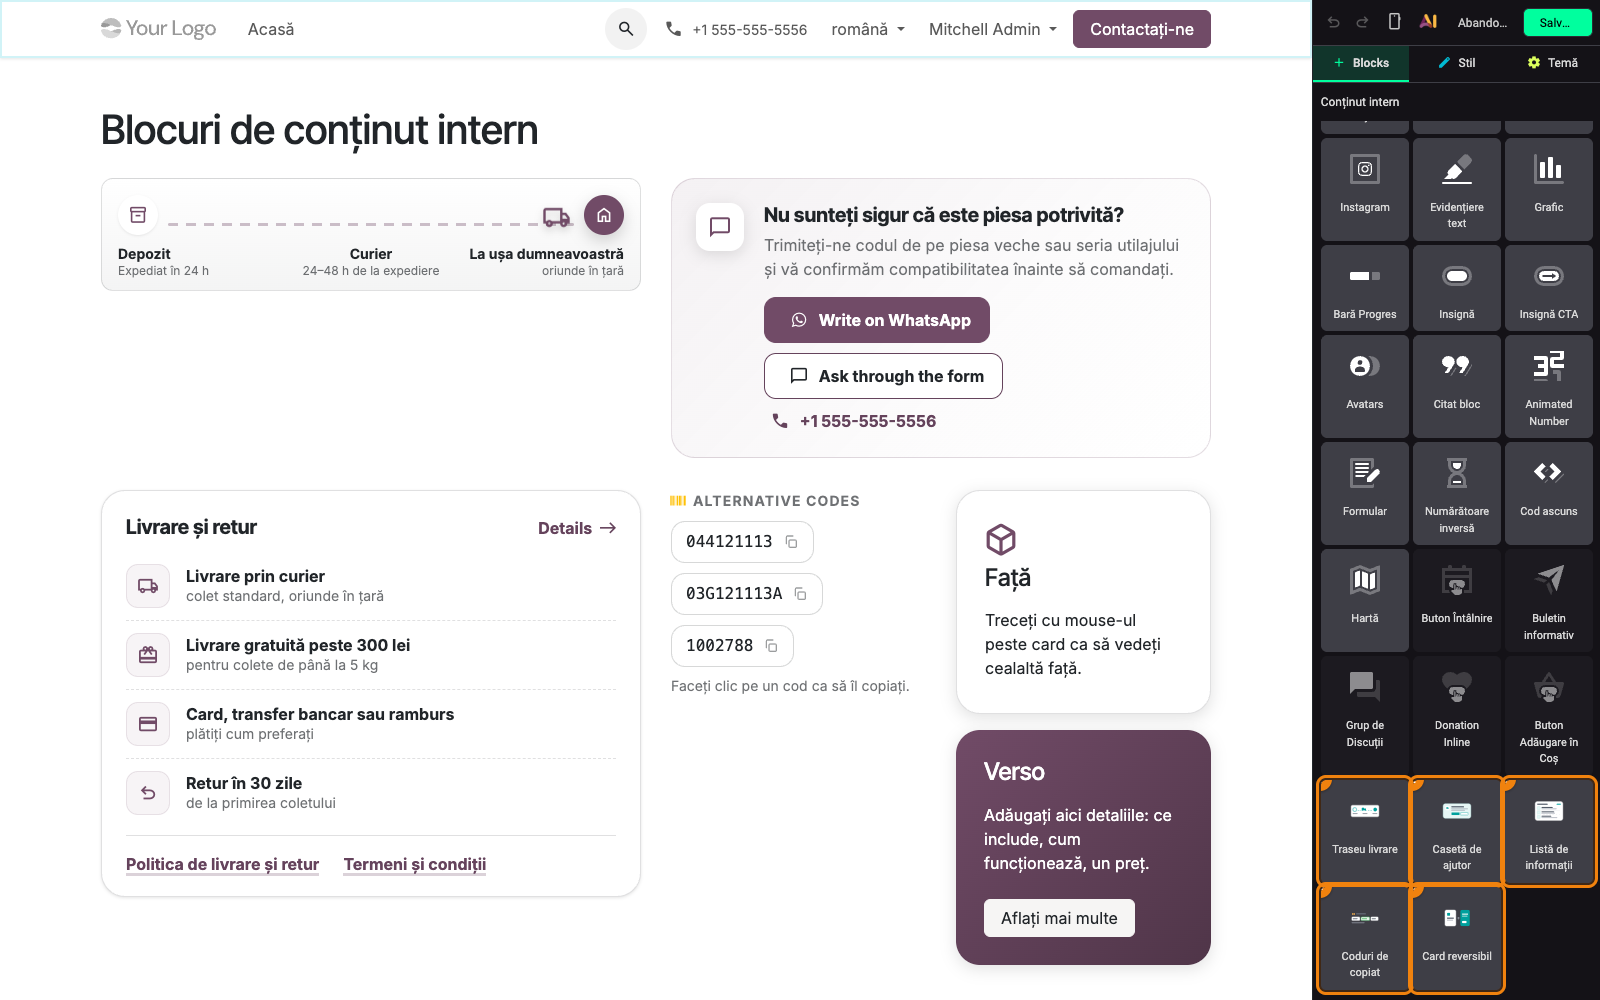 Your Logo
Acasă
+1 555-555-5556
română
Mitchell Admin
Contactați-ne
Abando...
Salv...
Blocks
Stil
Temă
Conținut intern
Blocuri de conținut intern
Depozit
Expediat în 24 h
Curier
24–48 h de la expediere
La ușa dumneavoastră
oriunde în țară
Nu sunteți sigur că este piesa potrivită?
Trimiteți-ne codul de pe piesa veche sau seria utilajului
și vă confirmăm compatibilitatea înainte să comandați.
Write on WhatsApp
Ask through the form
+1 555-555-5556
Livrare și retur
Details
Livrare prin curier
colet standard, oriunde în țară
Livrare gratuită peste 300 lei
pentru colete de până la 5 kg
Card, transfer bancar sau ramburs
plătiți cum preferați
Retur în 30 zile
de la primirea coletului
Politica de livrare și retur
Termeni și condiții
ALTERNATIVE CODES
044121113
03G121113A
1002788
Faceți clic pe un cod ca să îl copiați.
Față
Treceți cu mouse-ul
peste card ca să vedeți
cealaltă față.
Verso
Adăugați aici detaliile: ce
include, cum
funcționează, un preț.
Aflați mai multe
Instagram
Evidențiere
text
Grafic
Bară Progres
Insignă
Insignă CTA
Avatars
Citat bloc
Animated
Number
Formular
Numărătoare
inversă
Cod ascuns
Hartă
Buton Întâlnire
Buletin
informativ
Grup de
Discuții
Donation
Inline
Buton
Adăugare în
Coș
Traseu livrare
Casetă de
ajutor
Listă de
informații
Coduri de
copiat
Card reversibil